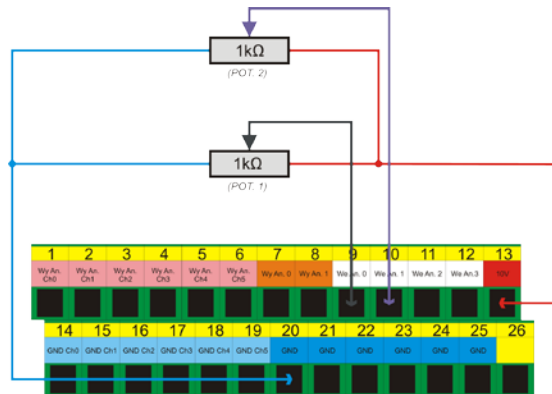 1kΩ
(POT. 2)
1kΩ
(POT. 1)
1 2 3 4 5 6 7 8 9 10 11 12 13
Wy An. Ch0 Wy An. Ch1 Wy An. Ch2 Wy An. Ch3 Wy An. Ch4 Wy An. Ch5 Wy An. 0 Wy An. 1 We An. 0 We An. 1 We An. 2 We An.3 10V
14 15 16 17 18 19 20 21 22 23 24 25 26
GND Ch0 GND Ch1 GND Ch2 GND Ch3 GND Ch4 GND Ch5 GND GND GND GND GND GND